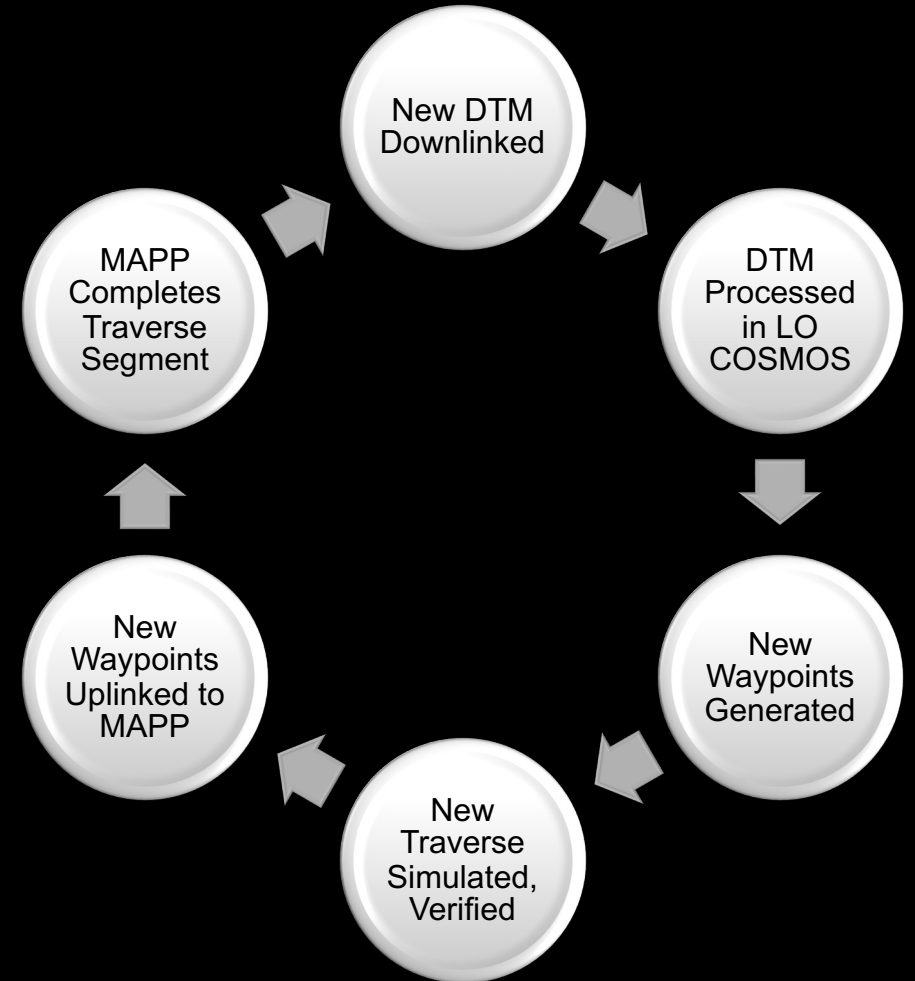 New DTM
Downlinked
DTM
Processed
in LO
COSMOS
New
Waypoints
Generated
New
Traverse
Simulated,
Verified
New
Waypoints
Uplinked to
MAPP
MAPP
Completes
Traverse
Segment